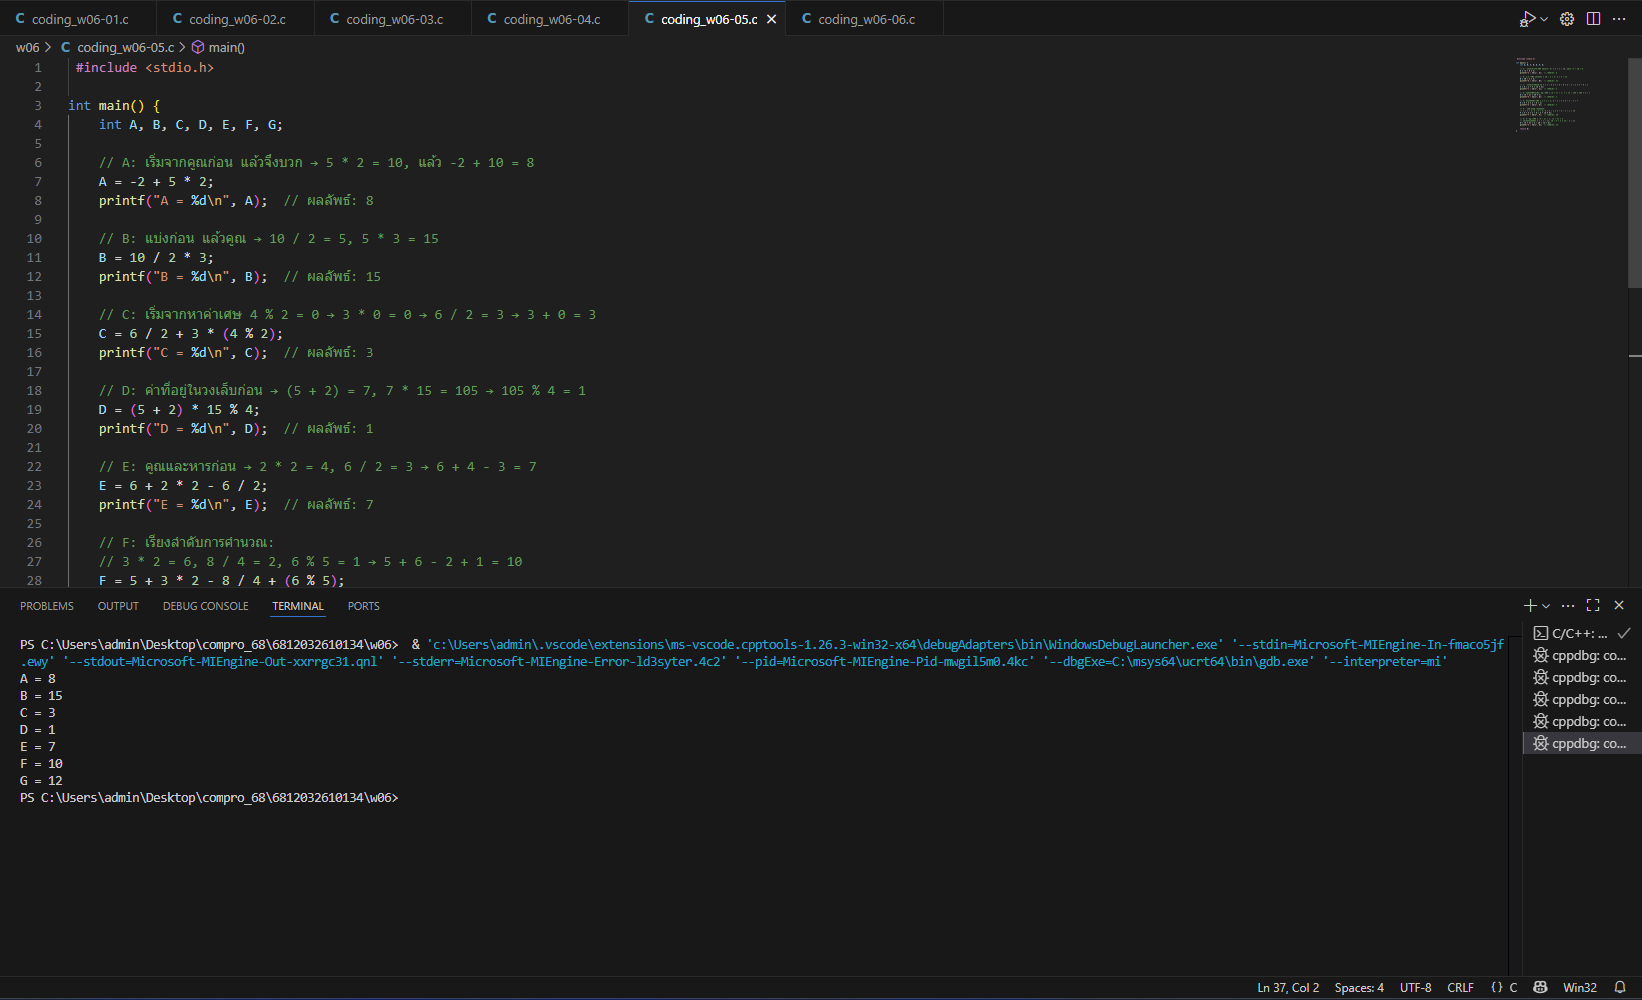 coding_w06-01.c coding_w06-02.c coding_w06-03.c coding_w06-04.c coding_w06-05.c coding_w06-06.c
w06 > C coding_w06-05.c > main()
1 #include <stdio.h>
2
3 int main() {
4 int A, B, C, D, E, F, G;
5
6 // A: เริ่มจากคูณก่อน แล้วจึงบวก → 5 * 2 = 10, แล้ว -2 + 10 = 8
7 A = -2 + 5 * 2;
8 printf("A = %d\n", A); // ผลลัพธ์: 8
9
10 // B: แบ่งก่อน แล้วคูณ → 10 / 2 = 5, 5 * 3 = 15
11 B = 10 / 2 * 3;
12 printf("B = %d\n", B); // ผลลัพธ์: 15
13
14 // C: เริ่มจากหาค่าเศษ 4 % 2 = 0 → 3 * 0 = 0 → 6 / 2 = 3 → 3 + 0 = 3
15 C = 6 / 2 + 3 * (4 % 2);
16 printf("C = %d\n", C); // ผลลัพธ์: 3
17
18 // D: ค่าที่อยู่ในวงเล็บก่อน → (5 + 2) = 7, 7 * 15 = 105 → 105 % 4 = 1
19 D = (5 + 2) * 15 % 4;
20 printf("D = %d\n", D); // ผลลัพธ์: 1
21
22 // E: คูณและหารก่อน → 2 * 2 = 4, 6 / 2 = 3 → 6 + 4 - 3 = 7
23 E = 6 + 2 * 2 - 6 / 2;
24 printf("E = %d\n", E); // ผลลัพธ์: 7
25
26 // F: เรียงลำดับการคำนวณ:
27 // 3 * 2 = 6, 8 / 4 = 2, 6 % 5 = 1 → 5 + 6 - 2 + 1 = 10
28 F = 5 + 3 * 2 - 8 / 4 + (6 % 5);
PROBLEMS OUTPUT DEBUG CONSOLE TERMINAL PORTS
PS C:\Users\admin\Desktop\compro_68\6812032610134\w06> & 'c:\Users\admin\.vscode\extensions\ms-vscode.cpptools-1.26.3-win32-x64\debugAdapters\bin\WindowsDebugLauncher.exe' '--stdin=Microsoft-MIEngine-In-fmaco5jf
.ewy' '--stdout=Microsoft-MIEngine-Out-xxrrgc31.qnl' '--stderr=Microsoft-MIEngine-Error-ld3syter.4c2' '--pid=Microsoft-MIEngine-Pid-mwgil5m0.4kc' '--dbgExe=C:\msys64\ucrt64\bin\gdb.exe' '--interpreter=mi'
A = 8
B = 15
C = 3
D = 1
E = 7
F = 10
G = 12
PS C:\Users\admin\Desktop\compro_68\6812032610134\w06>
C/C++: ...
cppdbg: co...
cppdbg: co...
cppdbg: co...
cppdbg: co...
cppdbg: co...
Ln 37, Col 2 Spaces: 4 UTF-8 CRLF {} C Win32